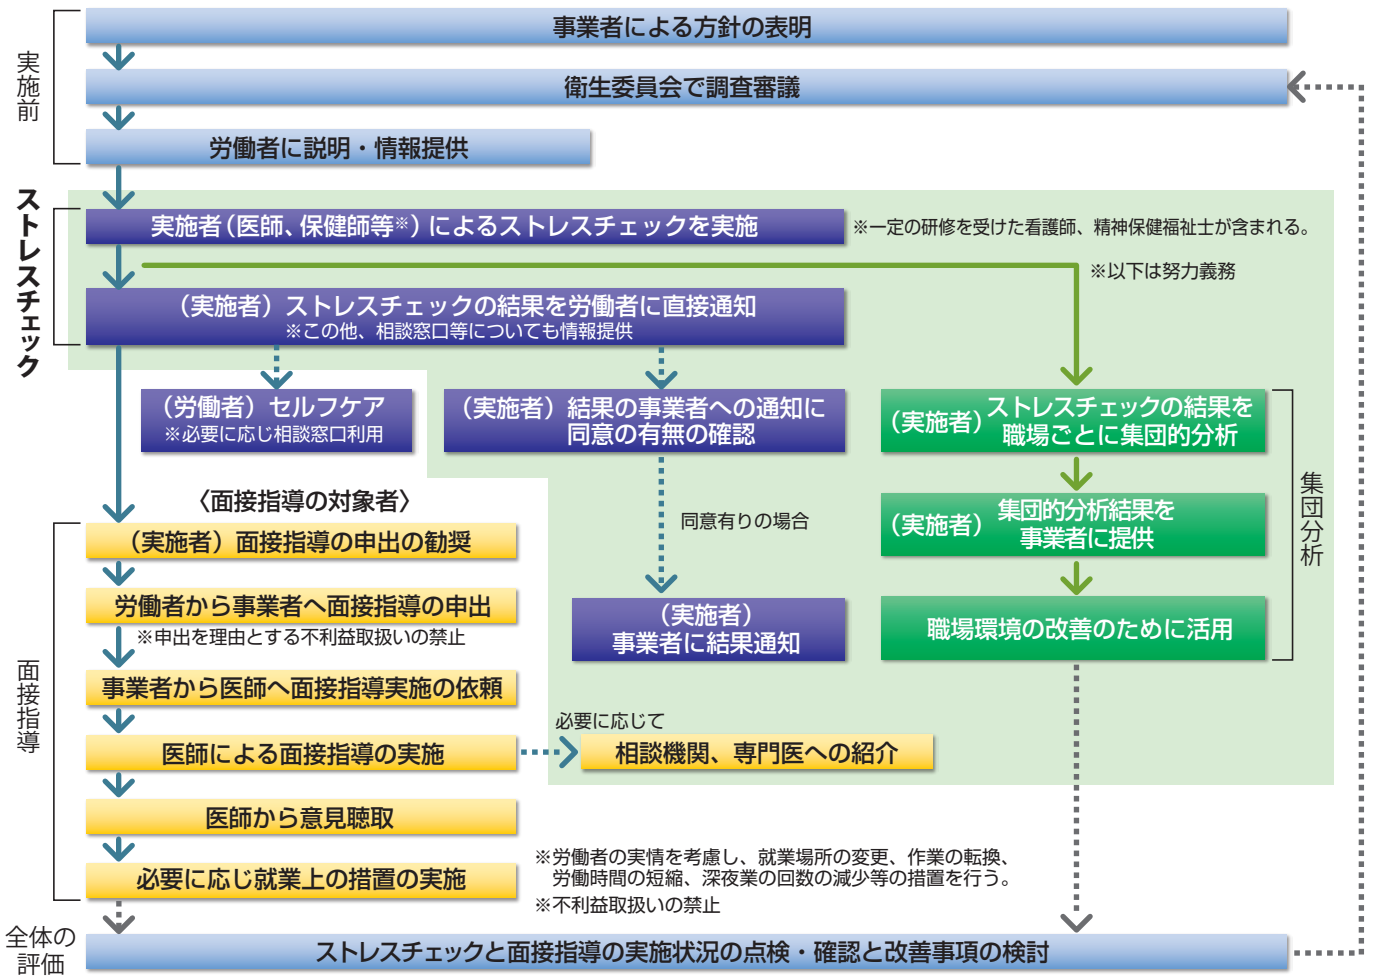 実施前
事業者による方針の表明
衛生委員会で調査審議
労働者に説明・情報提供
ストレスチェック
実施者（医師、保健師等※）によるストレスチェックを実施
※一定の研修を受けた看護師、精神保健福祉士が含まれる。
※以下は努力義務
（実施者）ストレスチェックの結果を労働者に直接通知
※この他、相談窓口等についても情報提供
（労働者）セルフケア
※必要に応じ相談窓口利用
（実施者）結果の事業者への通知に
同意の有無の確認
同意有りの場合
（実施者）
事業者に結果通知
集団分析
（実施者）ストレスチェックの結果を
職場ごとに集団的分析
（実施者）集団的分析結果を
事業者に提供
職場環境の改善のために活用
面接指導
〈面接指導の対象者〉
（実施者）面接指導の申出の勧奨
労働者から事業者へ面接指導の申出
※申出を理由とする不利益取扱いの禁止
事業者から医師へ面接指導実施の依頼
医師による面接指導の実施
必要に応じて
相談機関、専門医への紹介
医師から意見聴取
必要に応じ就業上の措置の実施
※労働者の実情を考慮し、就業場所の変更、作業の転換、
労働時間の短縮、深夜業の回数の減少等の措置を行う。
※不利益取扱いの禁止
全体の
評価
ストレスチェックと面接指導の実施状況の点検・確認と改善事項の検討